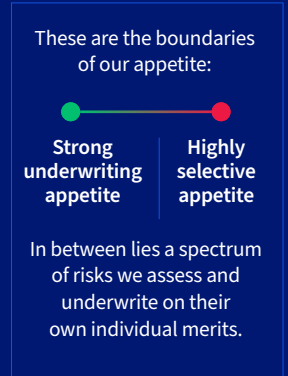 These are the boundaries
of our appetite:
Strong
underwriting
appetite
Highly
selective
appetite
In between lies a spectrum
of risks we assess and
underwrite on their
own individual merits.